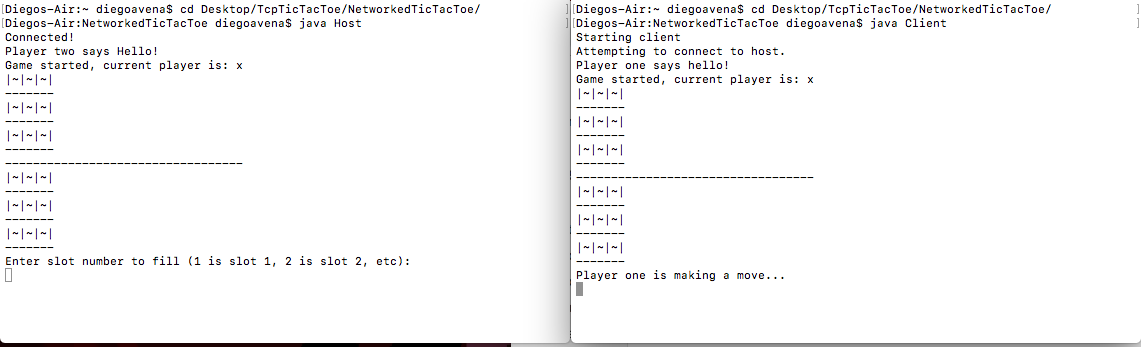 [Diegos-Air:~ diegoavena$ cd Desktop/TcpTicTacToe/NetworkedTicTacToe/ ]
[Diegos-Air:NetworkedTicTacToe diegoavena$ java Host ]
Connected!
Player two says Hello!
Game started, current player is: x
|~|~|~|
-------
|~|~|~|
-------
|~|~|~|
-------
----------------------------------
|~|~|~|
-------
|~|~|~|
-------
|~|~|~|
-------
Enter slot number to fill (1 is slot 1, 2 is slot 2, etc):
[Diegos-Air:~ diegoavena$ cd Desktop/TcpTicTacToe/NetworkedTicTacToe/ ]
[Diegos-Air:NetworkedTicTacToe diegoavena$ java Client ]
Starting client
Attempting to connect to host.
Player one says hello!
Game started, current player is: x
|~|~|~|
-------
|~|~|~|
-------
|~|~|~|
-------
----------------------------------
|~|~|~|
-------
|~|~|~|
-------
|~|~|~|
-------
Player one is making a move...